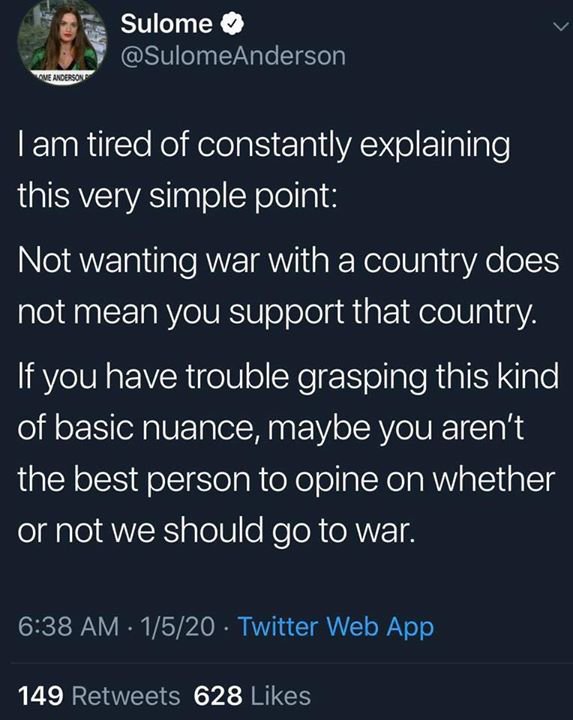 Sulome
@SulomeAnderson
OME ANDERSON
I am tired of constantly explaining
this very simple point:
Not wanting war with a country does
not mean you support that country.
If you have trouble grasping this kind
of basic nuance, maybe you aren't
the best person to opine on whether
or not we should go to war.
6:38 AM · 1/5/20 · Twitter Web App
149 Retweets 628 Likes